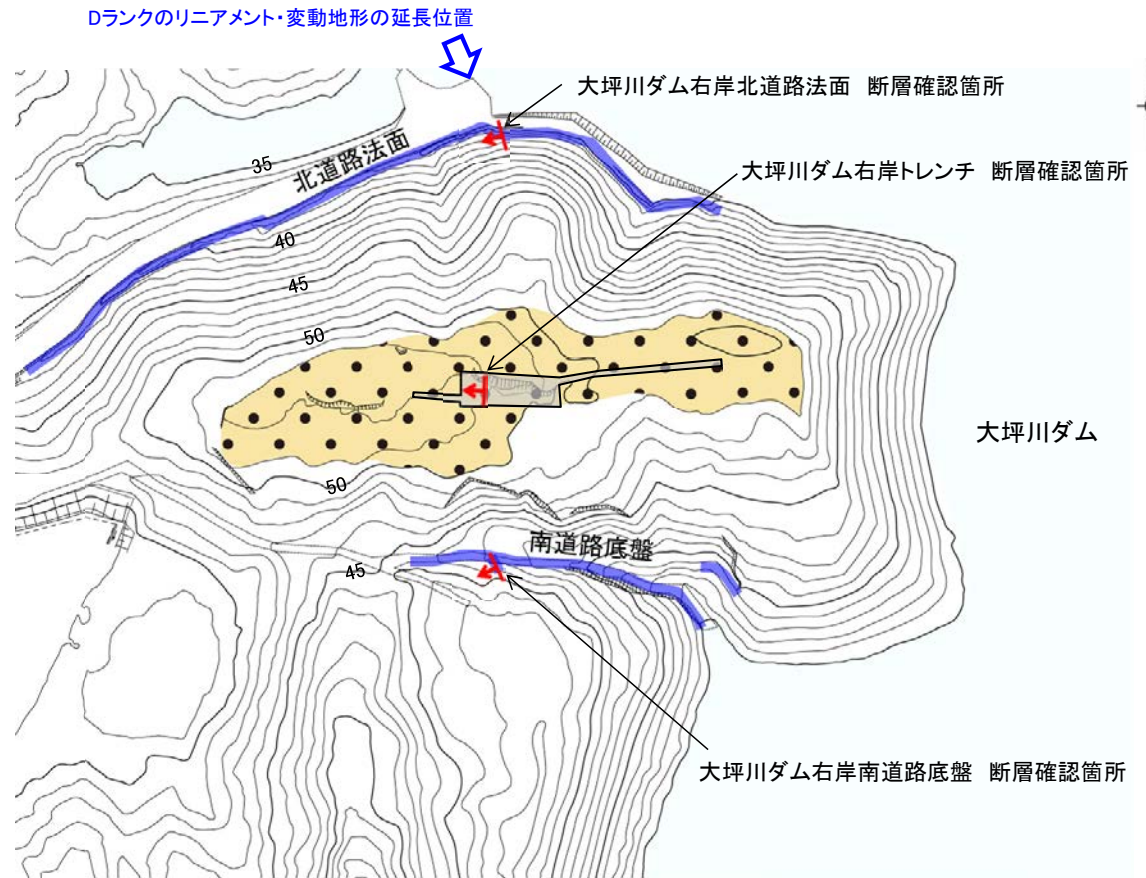 Dランクのリニアメント・変動地形の延長位置
大坪川ダム右岸北道路法面 断層確認箇所
35
北道路法面
大坪川ダム右岸トレンチ 断層確認箇所
40
45
50
大坪川ダム
50
南道路底盤
45
大坪川ダム右岸南道路底盤 断層確認箇所